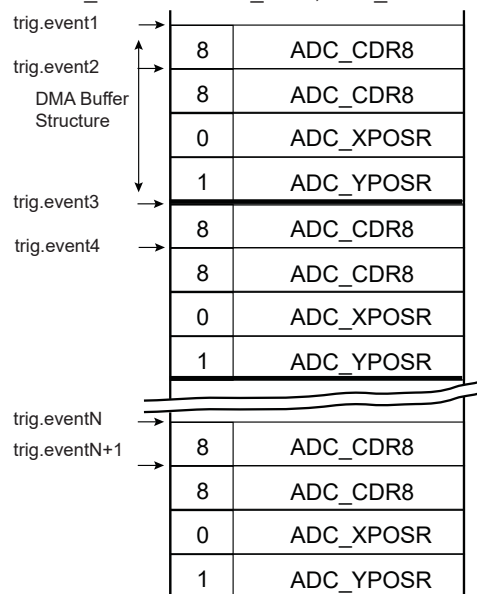 trig.event1
8 ADC_CDR8
trig.event2
8 ADC_CDR8
DMA Buffer
Structure
0 ADC_XPOSR
1 ADC_YPOSR
trig.event3
8 ADC_CDR8
trig.event4
8 ADC_CDR8
0 ADC_XPOSR
1 ADC_YPOSR
trig.eventN
8 ADC_CDR8
trig.eventN+1
8 ADC_CDR8
0 ADC_XPOSR
1 ADC_YPOSR